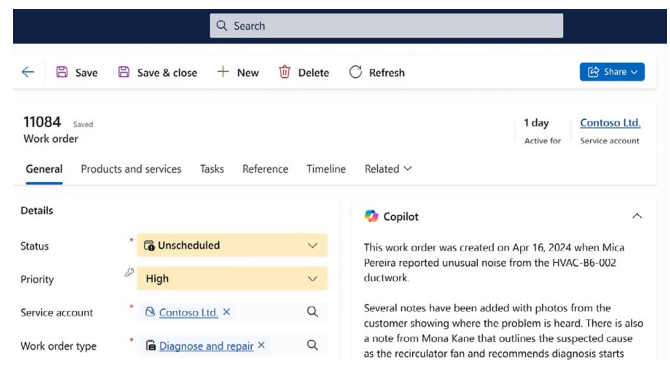 Search
Save
Save & close
New
Delete
Refresh
Share
11084 Saved
Work order
1 day
Active for
Contoso Ltd.
Service account
General
Products and services
Tasks
Reference
Timeline
Related
Details
Status * Unscheduled
Priority High
Service account * Contoso Ltd. ×
Work order type * Diagnose and repair ×
Copilot
This work order was created on Apr 16, 2024 when Mica
Pereira reported unusual noise from the HVAC-B6-002
ductwork.
Several notes have been added with photos from the
customer showing where the problem is heard. There is also
a note from Mona Kane that outlines the suspected cause
as the recirculator fan and recommends diagnosis starts